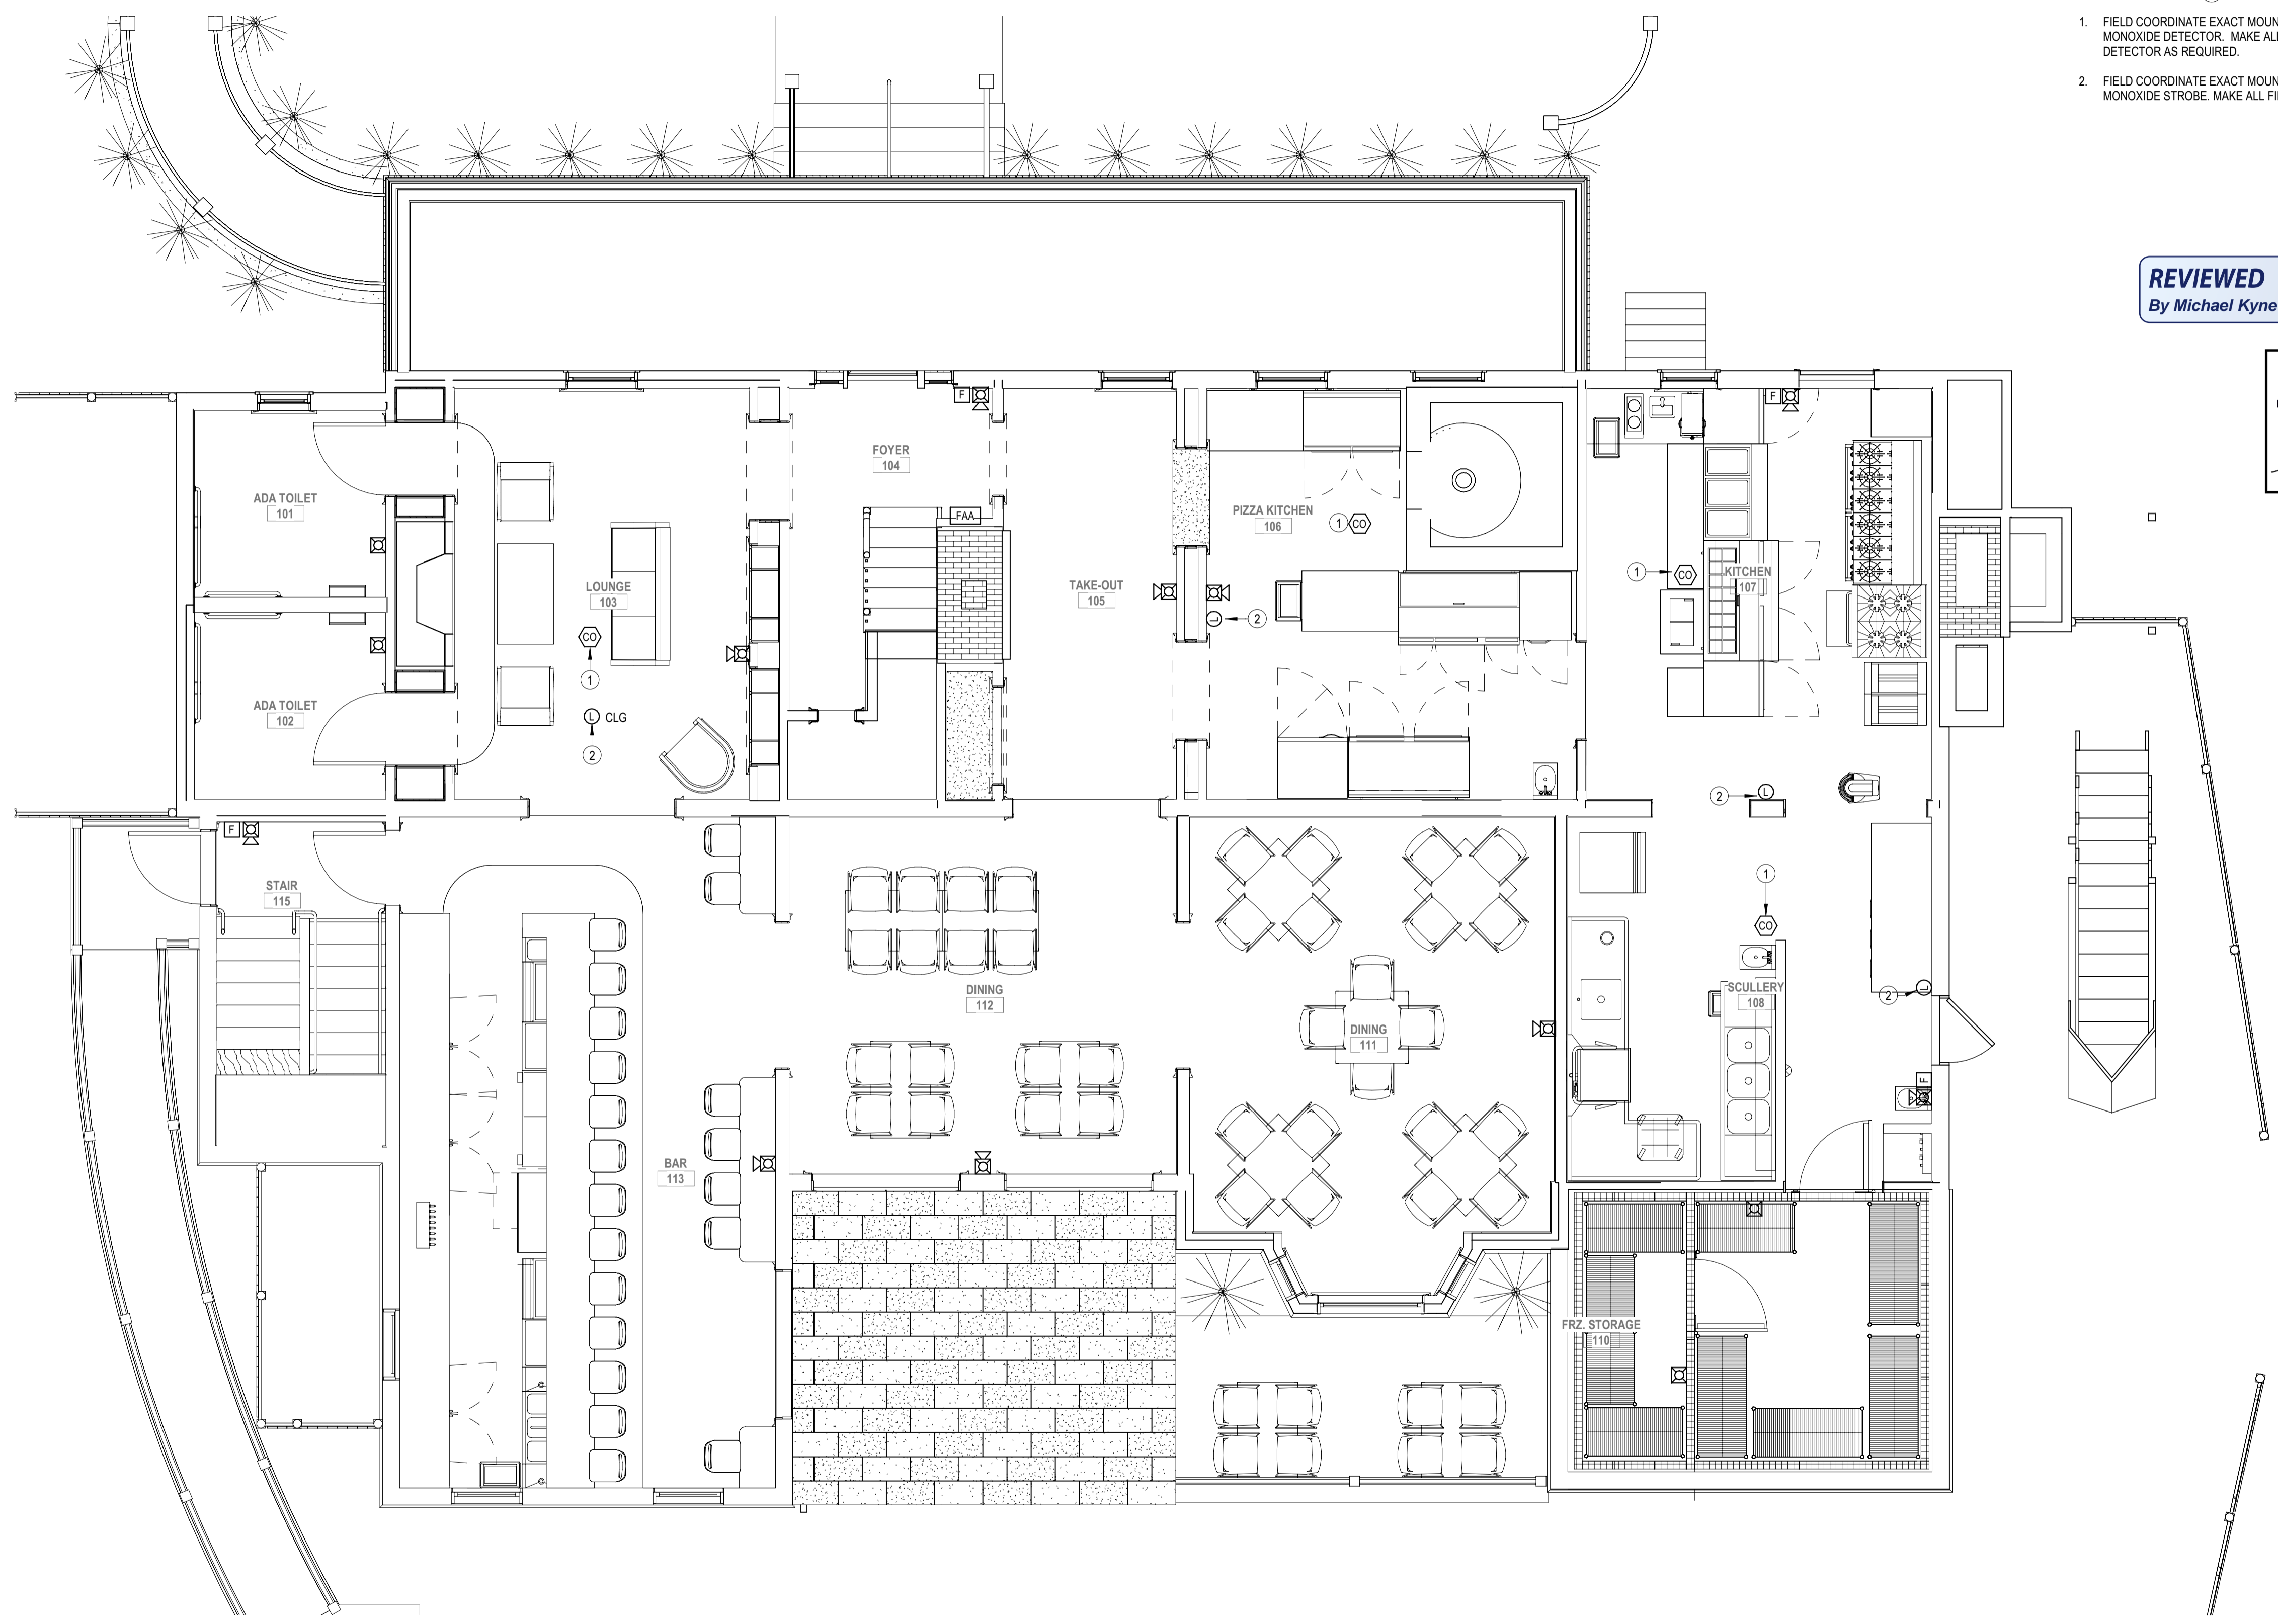 1. FIELD COORDINATE EXACT MOUN
MONOXIDE DETECTOR. MAKE ALL
DETECTOR AS REQUIRED.
2. FIELD COORDINATE EXACT MOUN
MONOXIDE STROBE. MAKE ALL FI
REVIEWED
By Michael Kyne
F
F
FOYER
104
ADA TOILET
101
PIZZA KITCHEN
106
1 CO
FAA
LOUNGE
103
TAKE-OUT
105
1 CO
KITCHEN
107
L 2
CO
1
ADA TOILET
102
L CLG
2
2 L
F
STAIR
115
1
CO
DINING
112
SCULLERY
108
2 L
DINING
111
F
BAR
113
FRZ. STORAGE
110